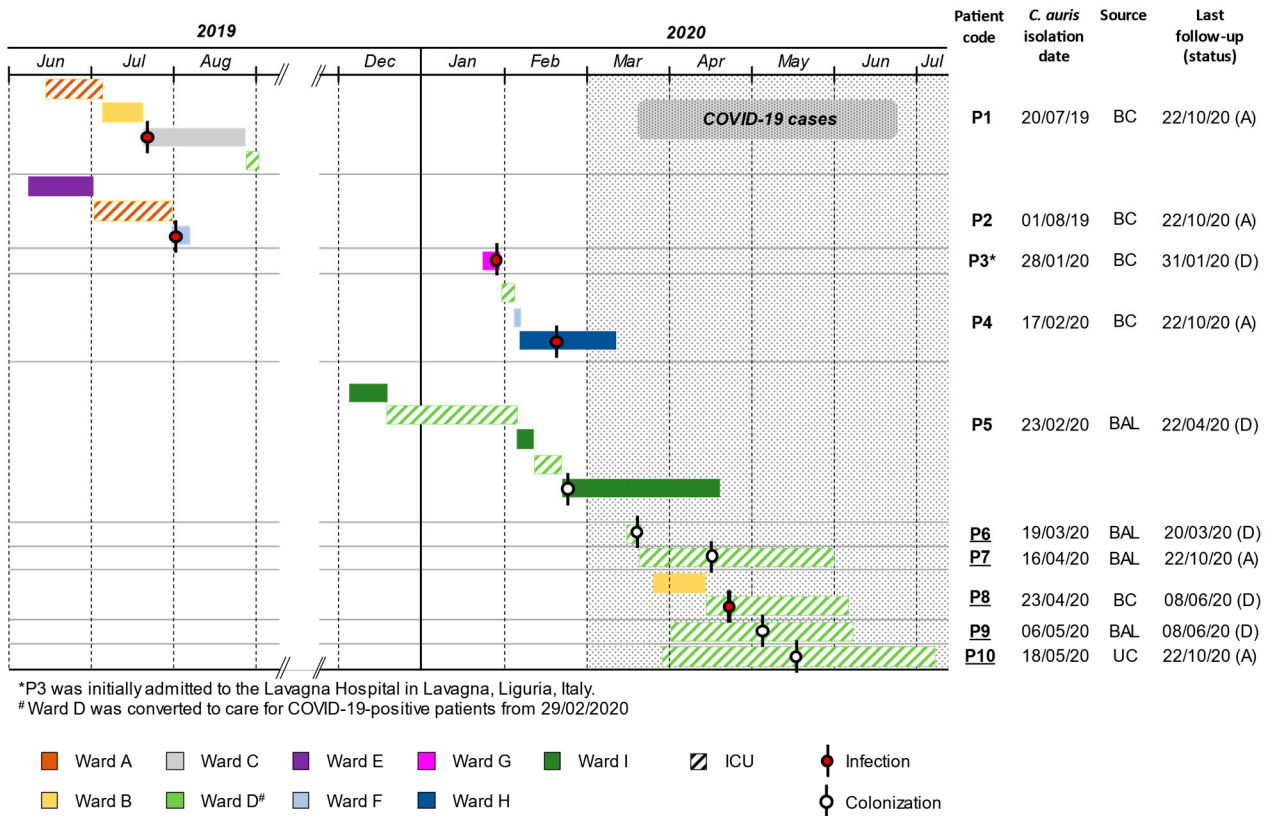 2019
2020
Patient code
C. auris isolation date
Source
Last follow-up (status)
Jun Jul Aug Dec Jan Feb Mar Apr May Jun Jul
COVID-19 cases
P1 20/07/19 BC 22/10/20 (A)
P2 01/08/19 BC 22/10/20 (A)
P3* 28/01/20 BC 31/01/20 (D)
P4 17/02/20 BC 22/10/20 (A)
P5 23/02/20 BAL 22/04/20 (D)
P6 19/03/20 BAL 20/03/20 (D)
P7 16/04/20 BAL 22/10/20 (A)
P8 23/04/20 BC 08/06/20 (D)
P9 06/05/20 BAL 08/06/20 (D)
P10 18/05/20 UC 22/10/20 (A)
*P3 was initially admitted to the Lavagna Hospital in Lavagna, Liguria, Italy.
# Ward D was converted to care for COVID-19-positive patients from 29/02/2020
Ward A Ward C Ward E Ward G Ward I ICU Infection
Ward B Ward D# Ward F Ward H Colonization